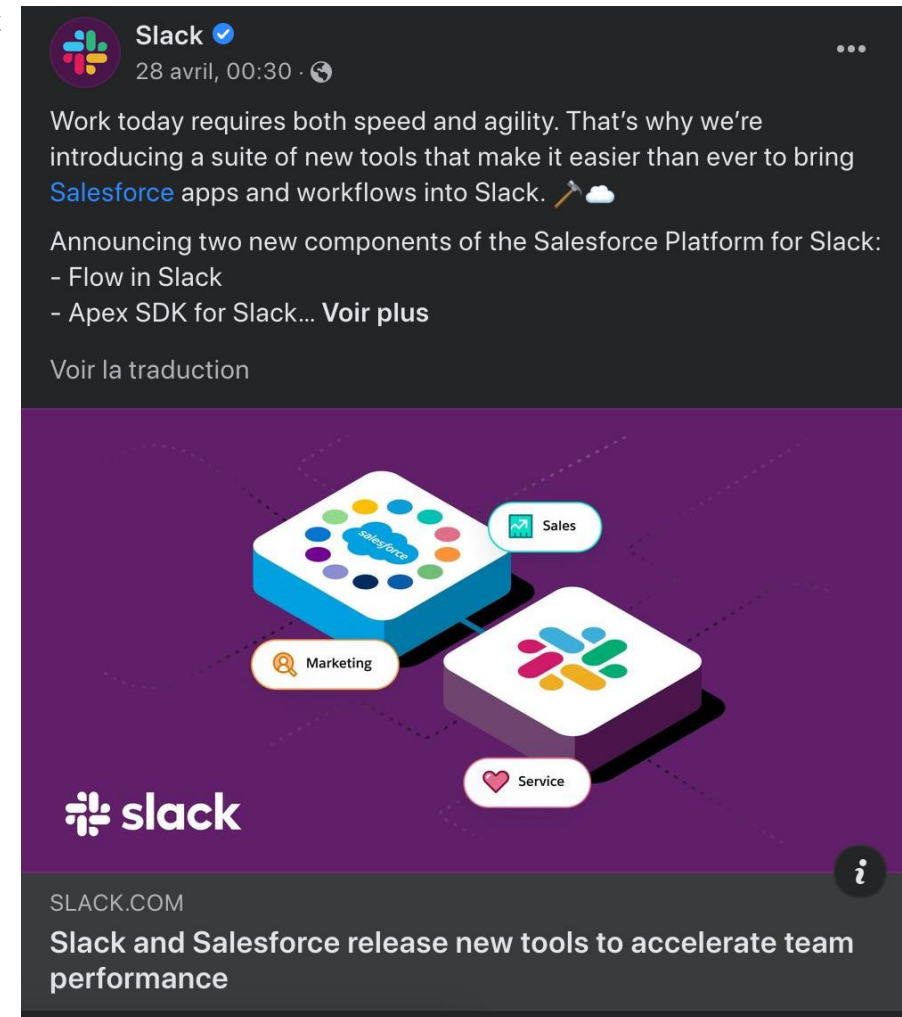 Slack
28 avril, 00:30 ·
Work today requires both speed and agility. That’s why we’re
introducing a suite of new tools that make it easier than ever to bring
Salesforce apps and workflows into Slack. 🔨☁️
Announcing two new components of the Salesforce Platform for Slack:
- Flow in Slack
- Apex SDK for Slack... Voir plus
Voir la traduction
salesforce
Sales
Marketing
Service
slack
i
SLACK.COM
Slack and Salesforce release new tools to accelerate team
performance